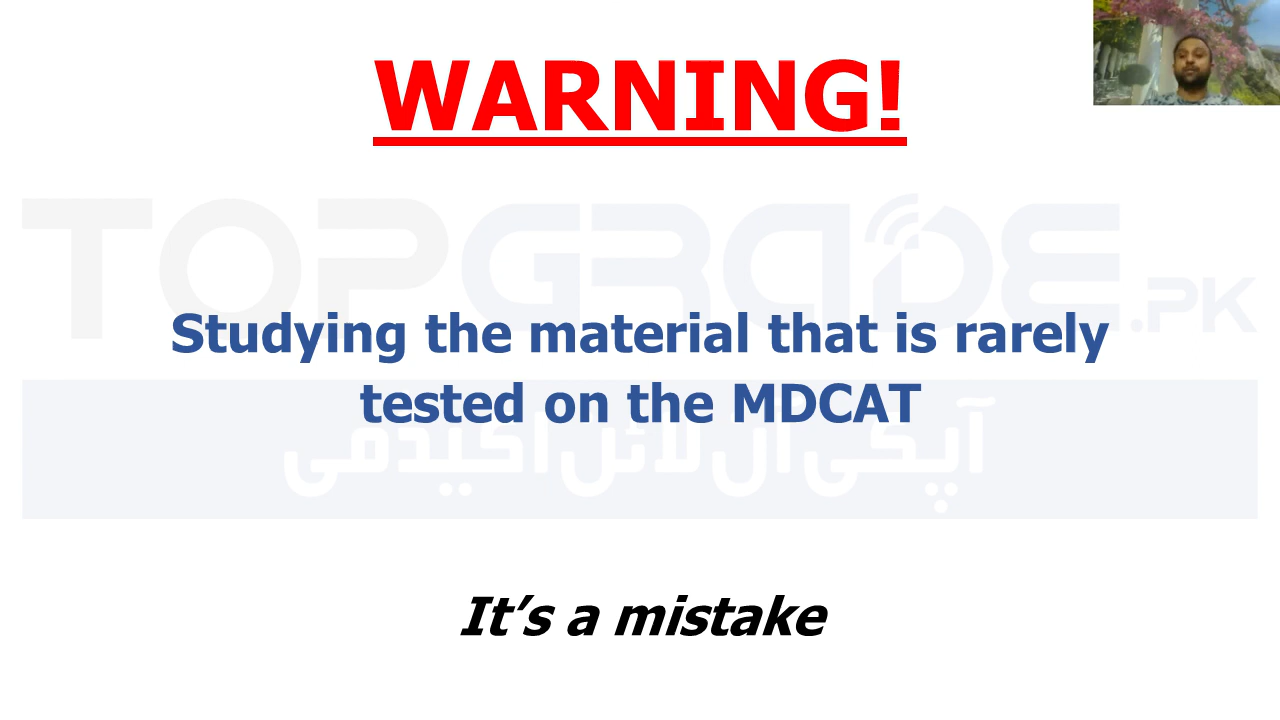 WARNING!
TOPGRADE.PK
Studying the material that is rarely
tested on the MDCAT
آپکی آن لائن اکیڈمی
It's a mistake